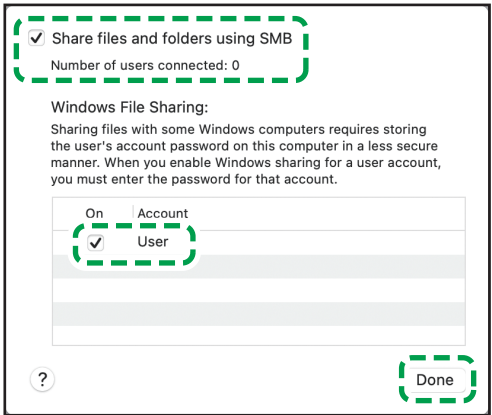 Share files and folders using SMB
Number of users connected: 0
Windows File Sharing:
Sharing files with some Windows computers requires storing
the user's account password on this computer in a less secure
manner. When you enable Windows sharing for a user account,
you must enter the password for that account.
On Account
User
?
Done